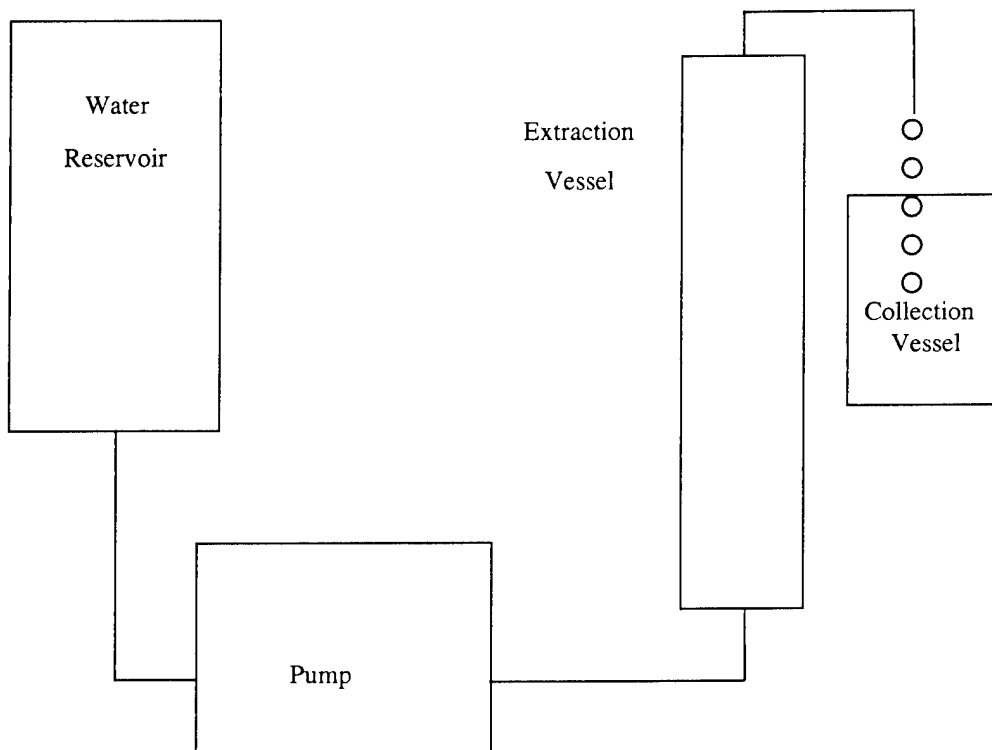 Water
Reservoir
Extraction
Vessel
Collection
Vessel
Pump